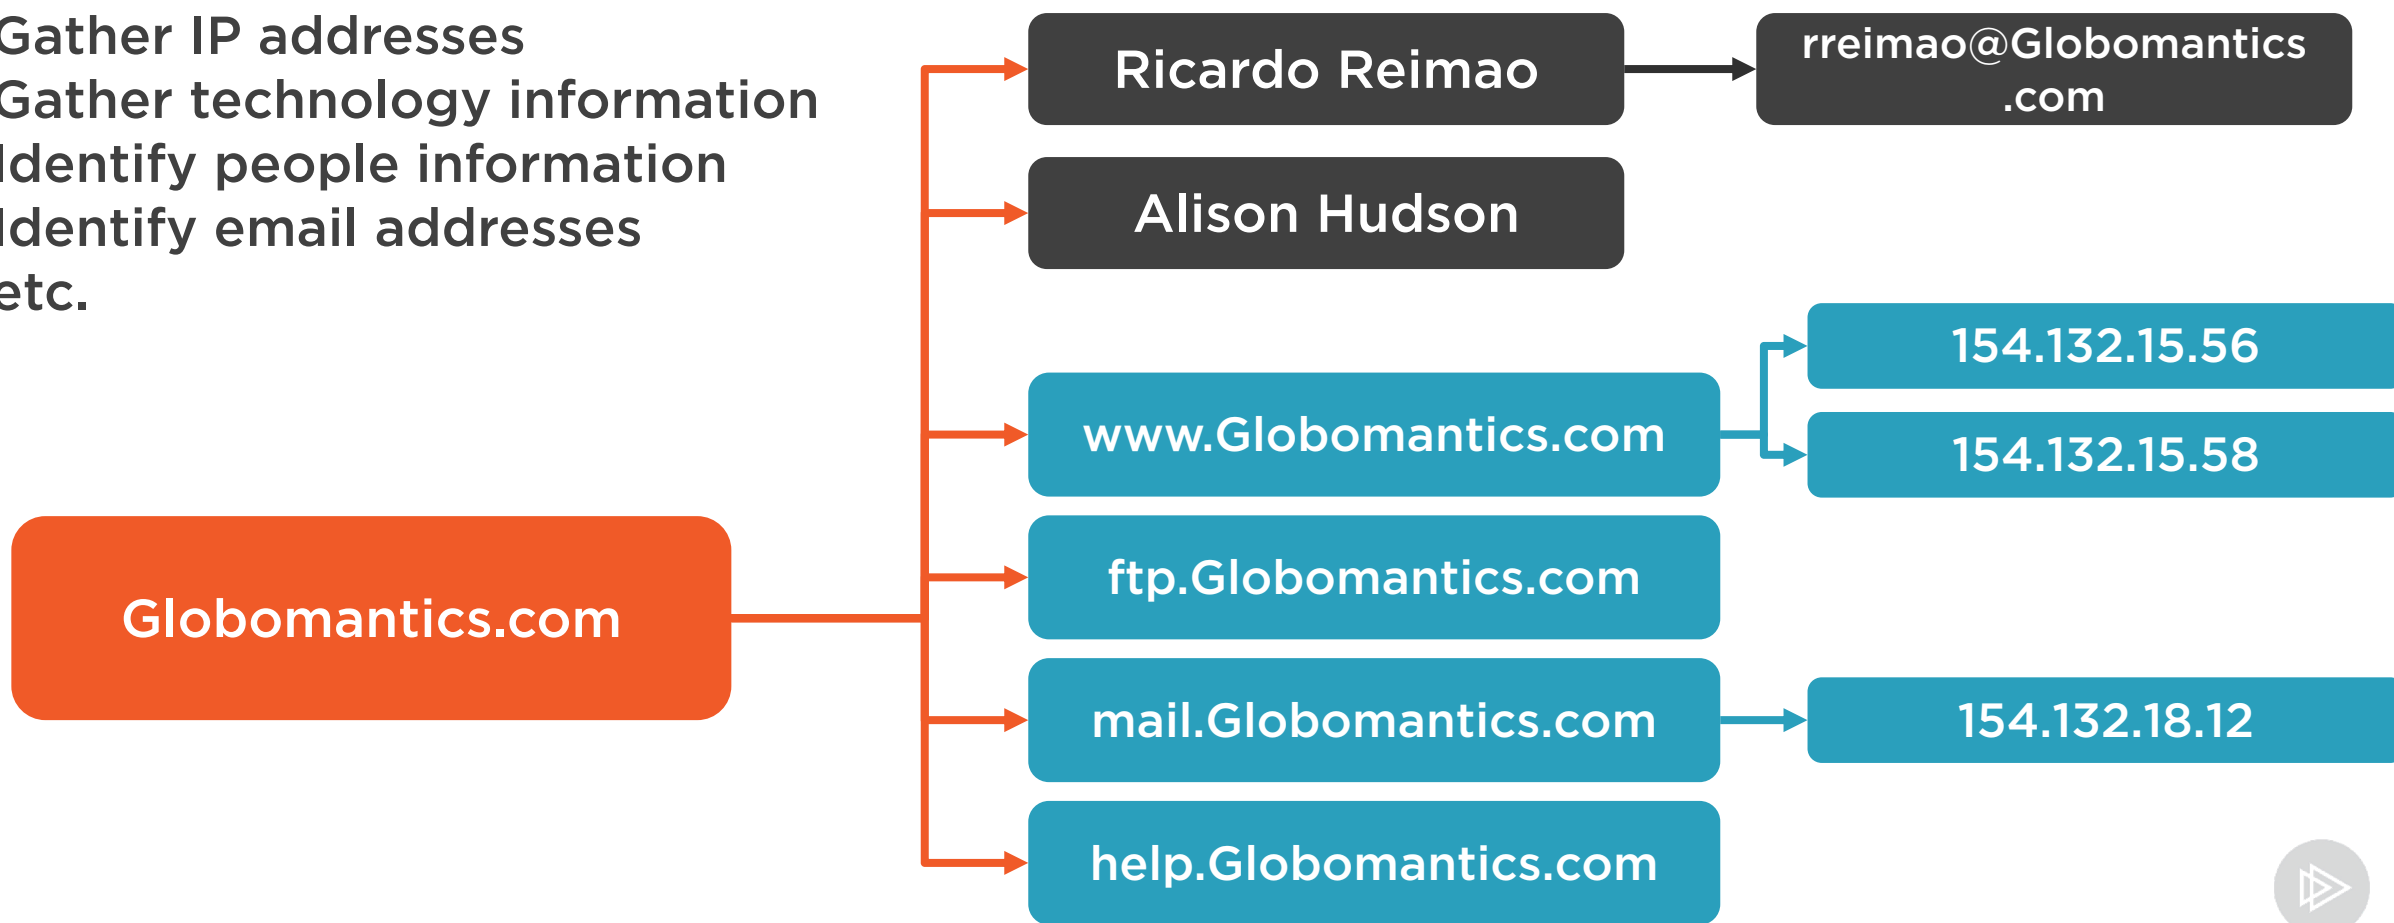 Gather IP addresses
Gather technology information
Identify people information
Identify email addresses
etc.
Ricardo Reimao
rreimao@Globomantics
.com
Alison Hudson
154.132.15.56
www.Globomantics.com
154.132.15.58
ftp.Globomantics.com
Globomantics.com
mail.Globomantics.com
154.132.18.12
help.Globomantics.com